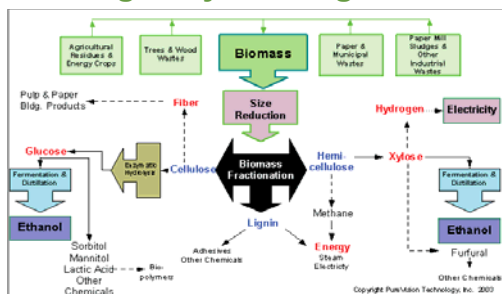 Agricultural
Residues &
Energy Crops
Trees & Wood
Wastes
Biomass
Paper &
Municipal
Wastes
Paper Mill
Sludges &
Other
Industrial
Wastes
Pulp & Paper
Bldg. Products
Fiber
Size
Reduction
Hydrogen
Electricity
Glucose
Enzymatic
Hydrolysis
Cellulose
Biomass
Fractionation
Hemi-
cellulose
Xylose
Fermentation &
Distillation
Ethanol
Lignin
Methane
Fermentation &
Distillation
Ethanol
Sorbitol
Mannitol
Lactic Acid
Other
Chemicals
Bio-
polymers
Adhesives
Other Chemicals
Energy
Steam
Electricty
Furfural
Other Chemicals
Copyright PureVision Technology, Inc. 2003